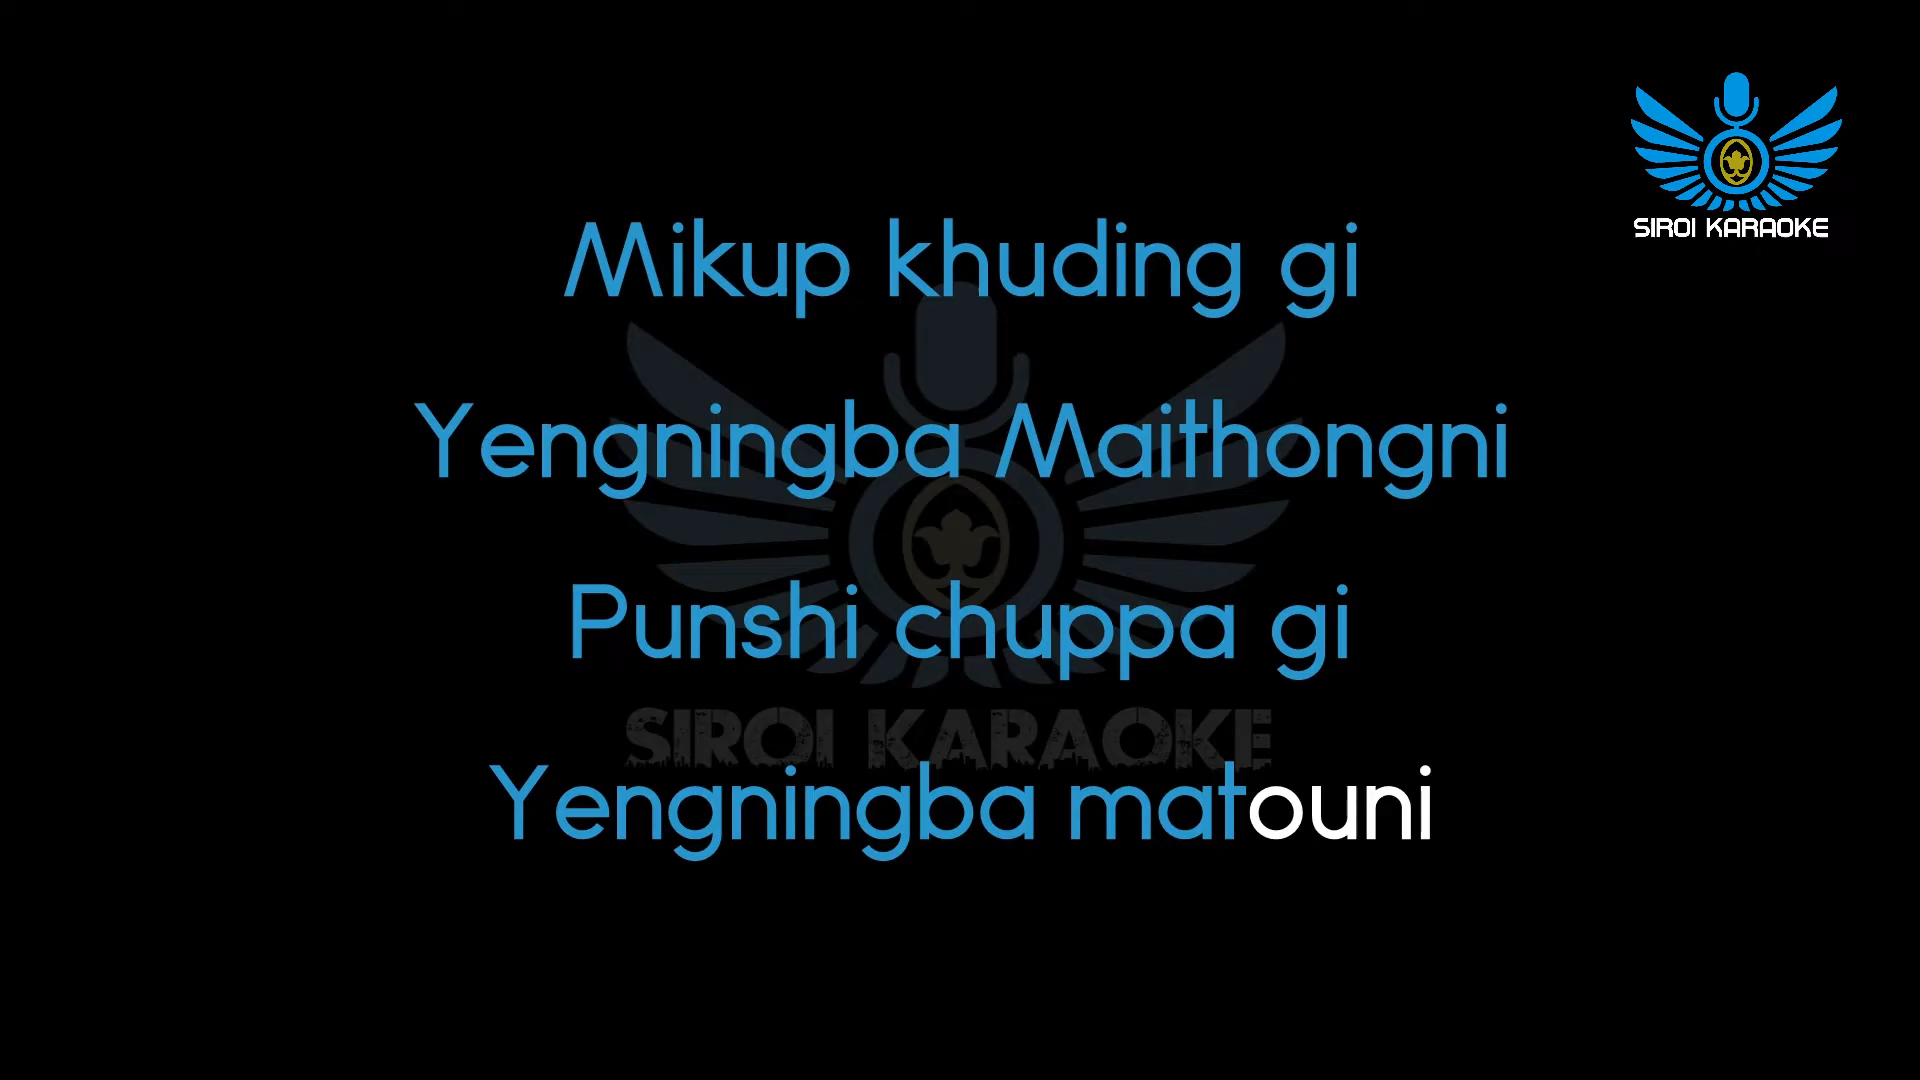 SIROI KARAOKE
Mikup khuding gi
Yengningba Maithongni
Punshi chuppa gi
SIROI KARAOKE
Yengningba matouni